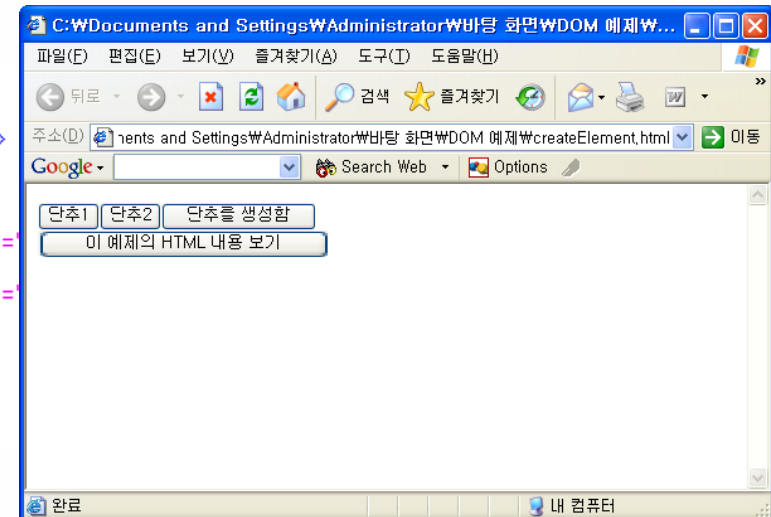 C:₩Documents and Settings₩Administrator₩바탕 화면₩DOM 예제₩...
파일(F) 편집(E) 보기(V) 즐겨찾기(A) 도구(T) 도움말(H)
뒤로 검색 즐겨찾기 W »
주소(D) nents and Settings₩Administrator₩바탕 화면₩DOM 예제₩createElement.html 이동
Google Search Web Options
단추1 단추2 단추를 생성함
="
이 예제의 HTML 내용 보기
="
완료 내 컴퓨터